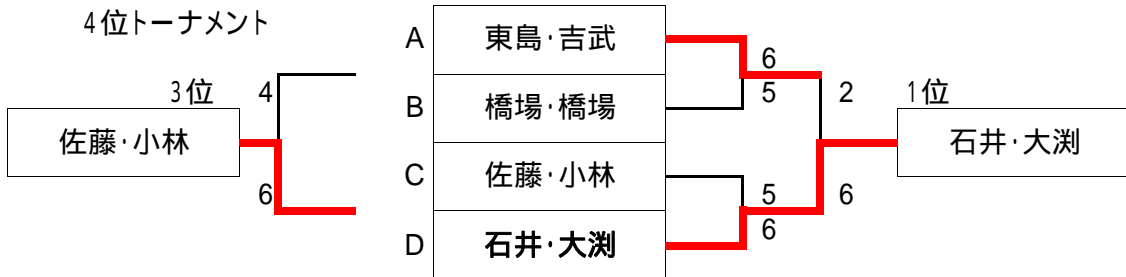 4位トーナメント
A 東島・吉武
6
3位 4 5 2 1位
B 橋場・橋場
佐藤・小林 石井・大渕
C 佐藤・小林
6 5 6
D 石井・大渕 6